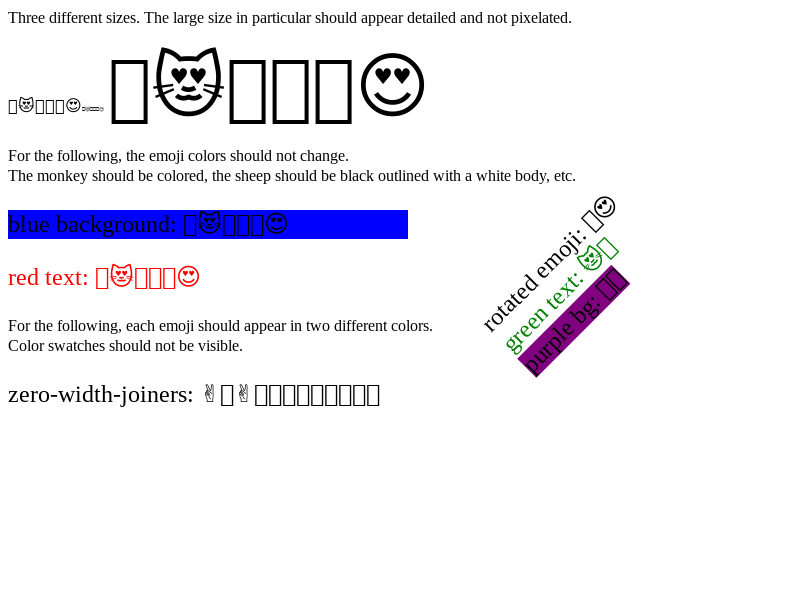 Three different sizes. The large size in particular should appear detailed and not pixelated.
😻😍 😻😍
For the following, the emoji colors should not change.
The monkey should be colored, the sheep should be black outlined with a white body, etc.
blue background: 😻😍
red text: 😻😍
rotated emoji: 😍
green text: 😻
purple bg:
For the following, each emoji should appear in two different colors.
Color swatches should not be visible.
zero-width-joiners: ✌✌